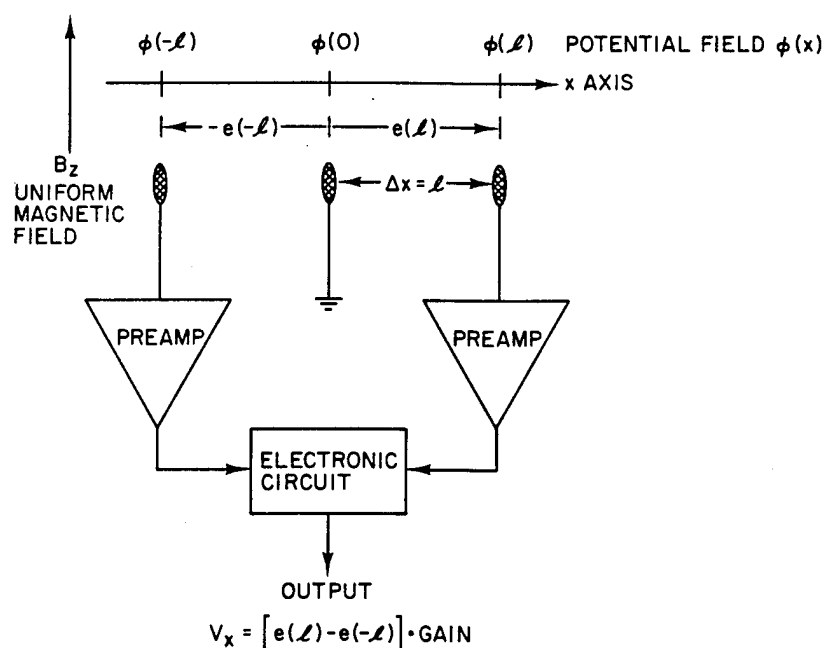 ϕ(-ℓ) ϕ(0) ϕ(ℓ) POTENTIAL FIELD ϕ(x)
x AXIS
-e(-ℓ) e(ℓ)
B_z
UNIFORM
MAGNETIC
FIELD
Δx = ℓ
PREAMP PREAMP
ELECTRONIC
CIRCUIT
OUTPUT
V_x = [e(ℓ)-e(-ℓ)]•GAIN